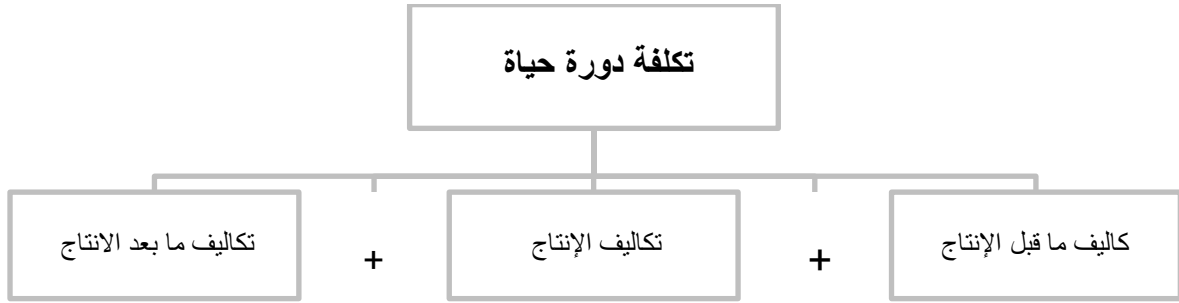 تكلفة دورة حياة
كاليف ما قبل الإنتاج
+
تكاليف الإنتاج
+
تكاليف ما بعد الانتاج